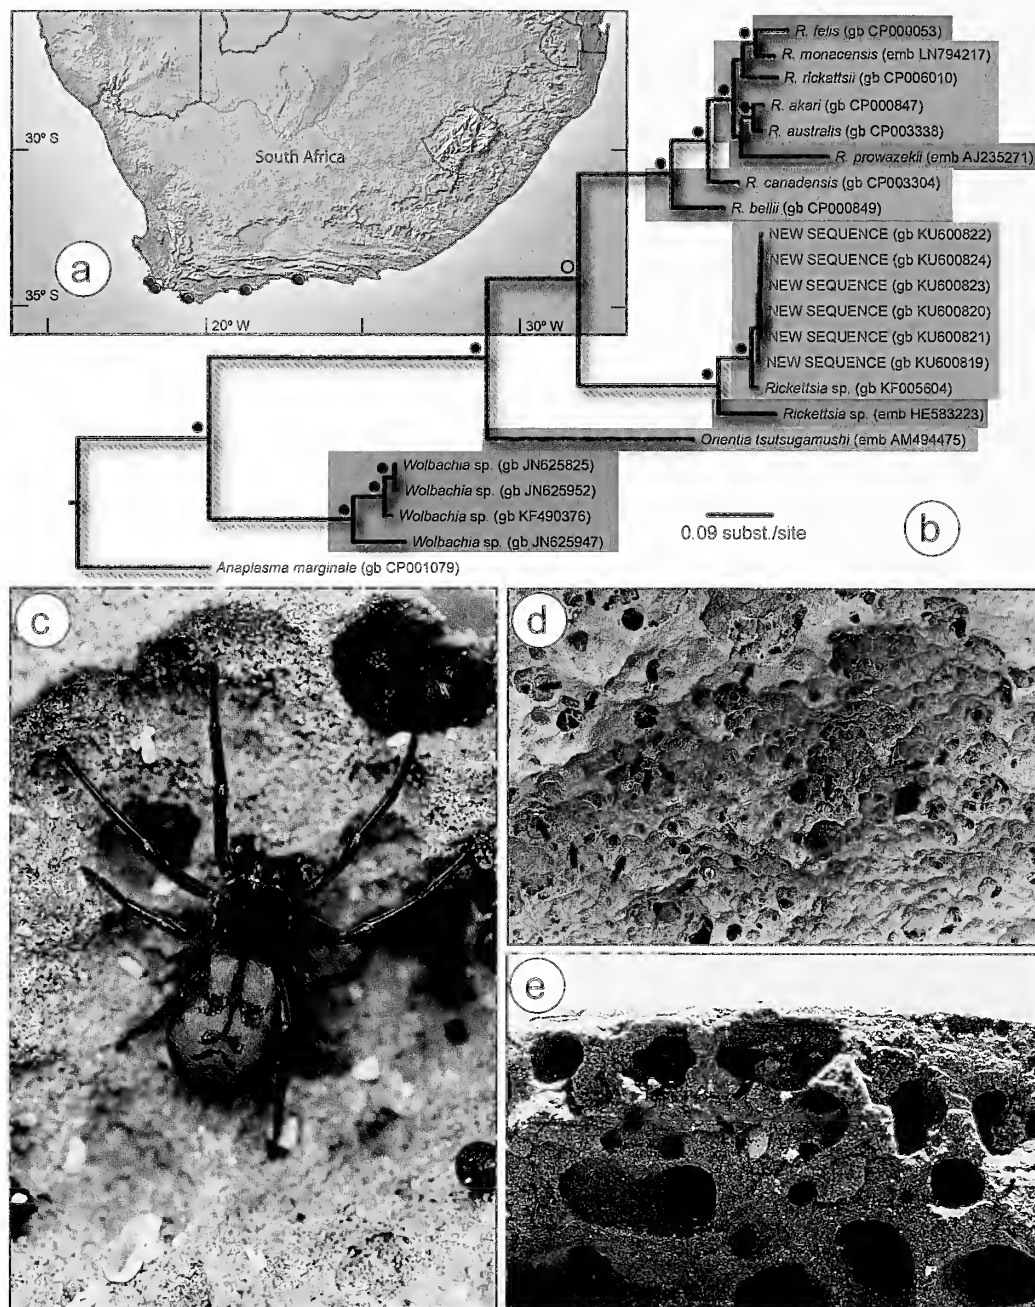 30° S
South Africa
a
35° S
20° W
30° W
R. felis (gb CP000053)
R. monacensis (emb LN794217)
R. rickattsii (gb CP006010)
R. akari (gb CP000847)
R. australis (gb CP003338)
R. prowazekii (emb AJ235271)
R. canadensis (gb CP003304)
R. bellii (gb CP000849)
NEW SEQUENCE (gb KU600822)
NEW SEQUENCE (gb KU600824)
NEW SEQUENCE (gb KU600823)
NEW SEQUENCE (gb KU600820)
NEW SEQUENCE (gb KU600821)
NEW SEQUENCE (gb KU600819)
Rickettsia sp. (gb KF005604)
Rickettsia sp. (emb HE583223)
Orientia tsutsugamushi (emb AM494475)
Wolbachia sp. (gb JN625825)
Wolbachia sp. (gb JN625952)
Wolbachia sp. (gb KF490376)
Wolbachia sp. (gb JN625947)
Anaplasma marginale (gb CP001079)
0.09 subst./site
b
c
d
e